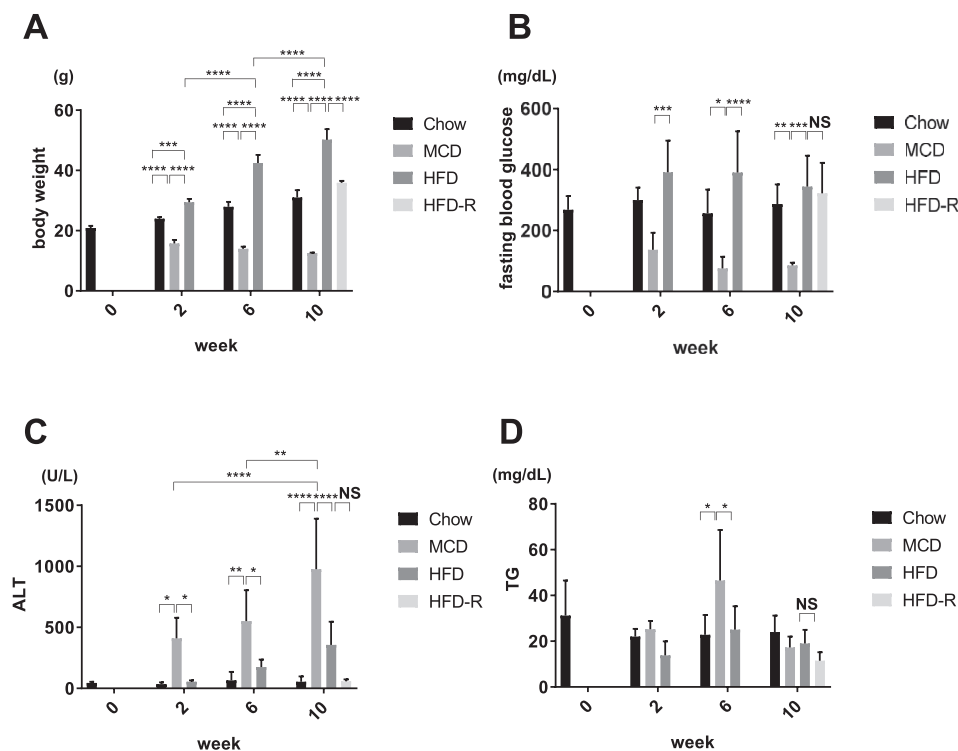 A
(g)
****
****
****
****
****
***
**** ****
**** ****
**** **** ****
60
40
20
0
body weight
0
2
6
10
week
Chow
MCD
HFD
HFD-R
B
(mg/dL)
***
* ****
** *** NS
600
400
200
0
fasting blood glucose
0
2
6
10
week
Chow
MCD
HFD
HFD-R
C
(U/L)
**
****
**** **** NS
** *
* *
1500
1000
500
0
ALT
0
2
6
10
week
Chow
MCD
HFD
HFD-R
D
(mg/dL)
* *
NS
80
60
40
20
0
TG
0
2
6
10
week
Chow
MCD
HFD
HFD-R